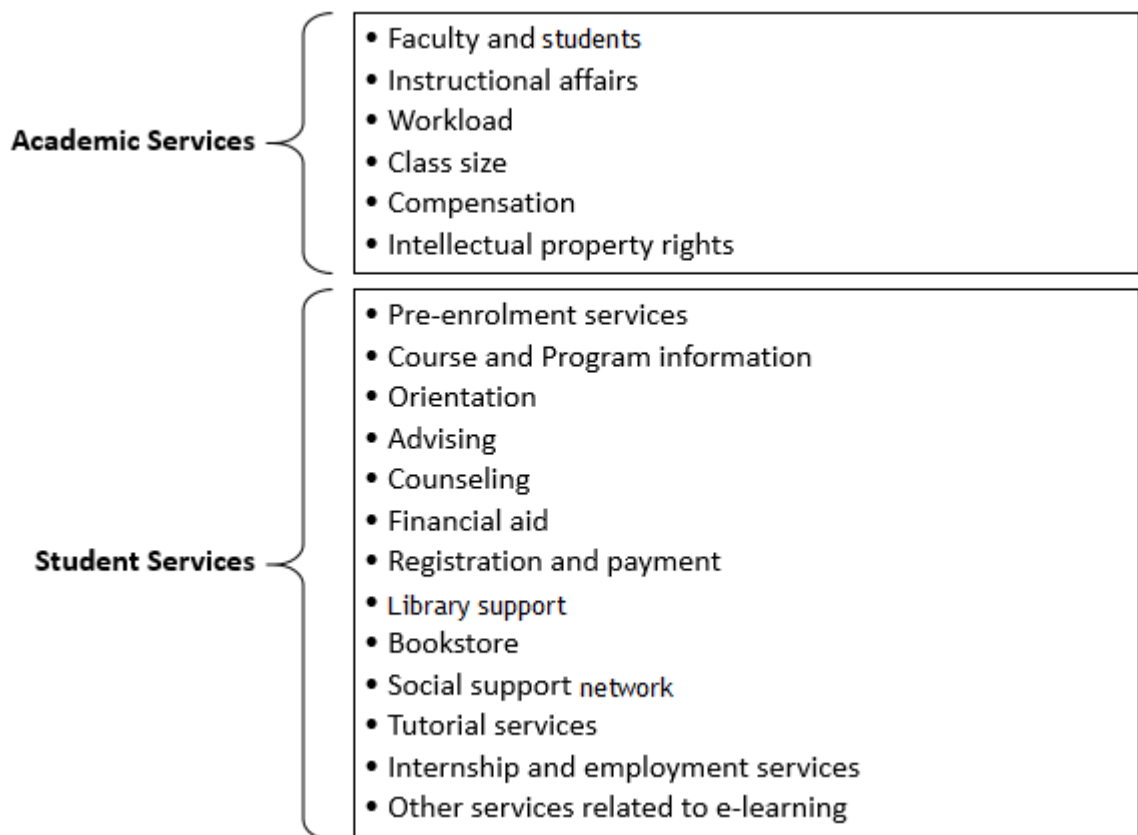 Academic Services
• Faculty and students
• Instructional affairs
• Workload
• Class size
• Compensation
• Intellectual property rights
Student Services
• Pre-enrolment services
• Course and Program information
• Orientation
• Advising
• Counseling
• Financial aid
• Registration and payment
• Library support
• Bookstore
• Social support network
• Tutorial services
• Internship and employment services
• Other services related to e-learning